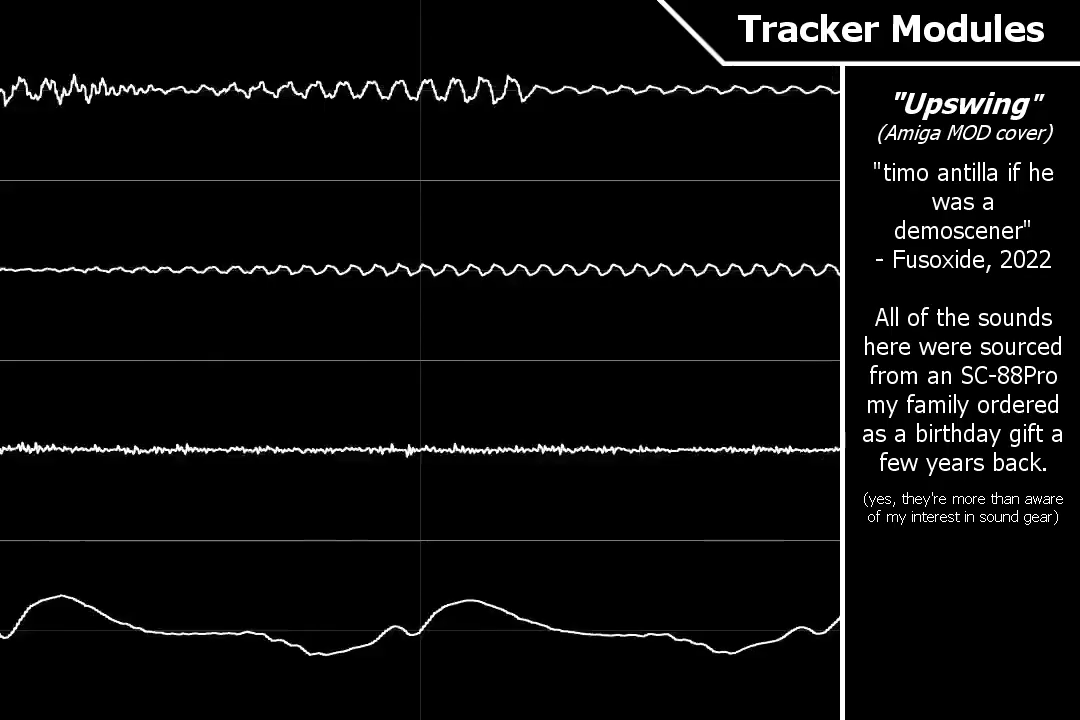 Tracker Modules
"Upswing"
(Amiga MOD cover)
"timo antilla if he
was a
demoscener"
- Fusoxide, 2022
All of the sounds
here were sourced
from an SC-88Pro
my family ordered
as a birthday gift a
few years back.
(yes, they're more than aware
of my interest in sound gear)